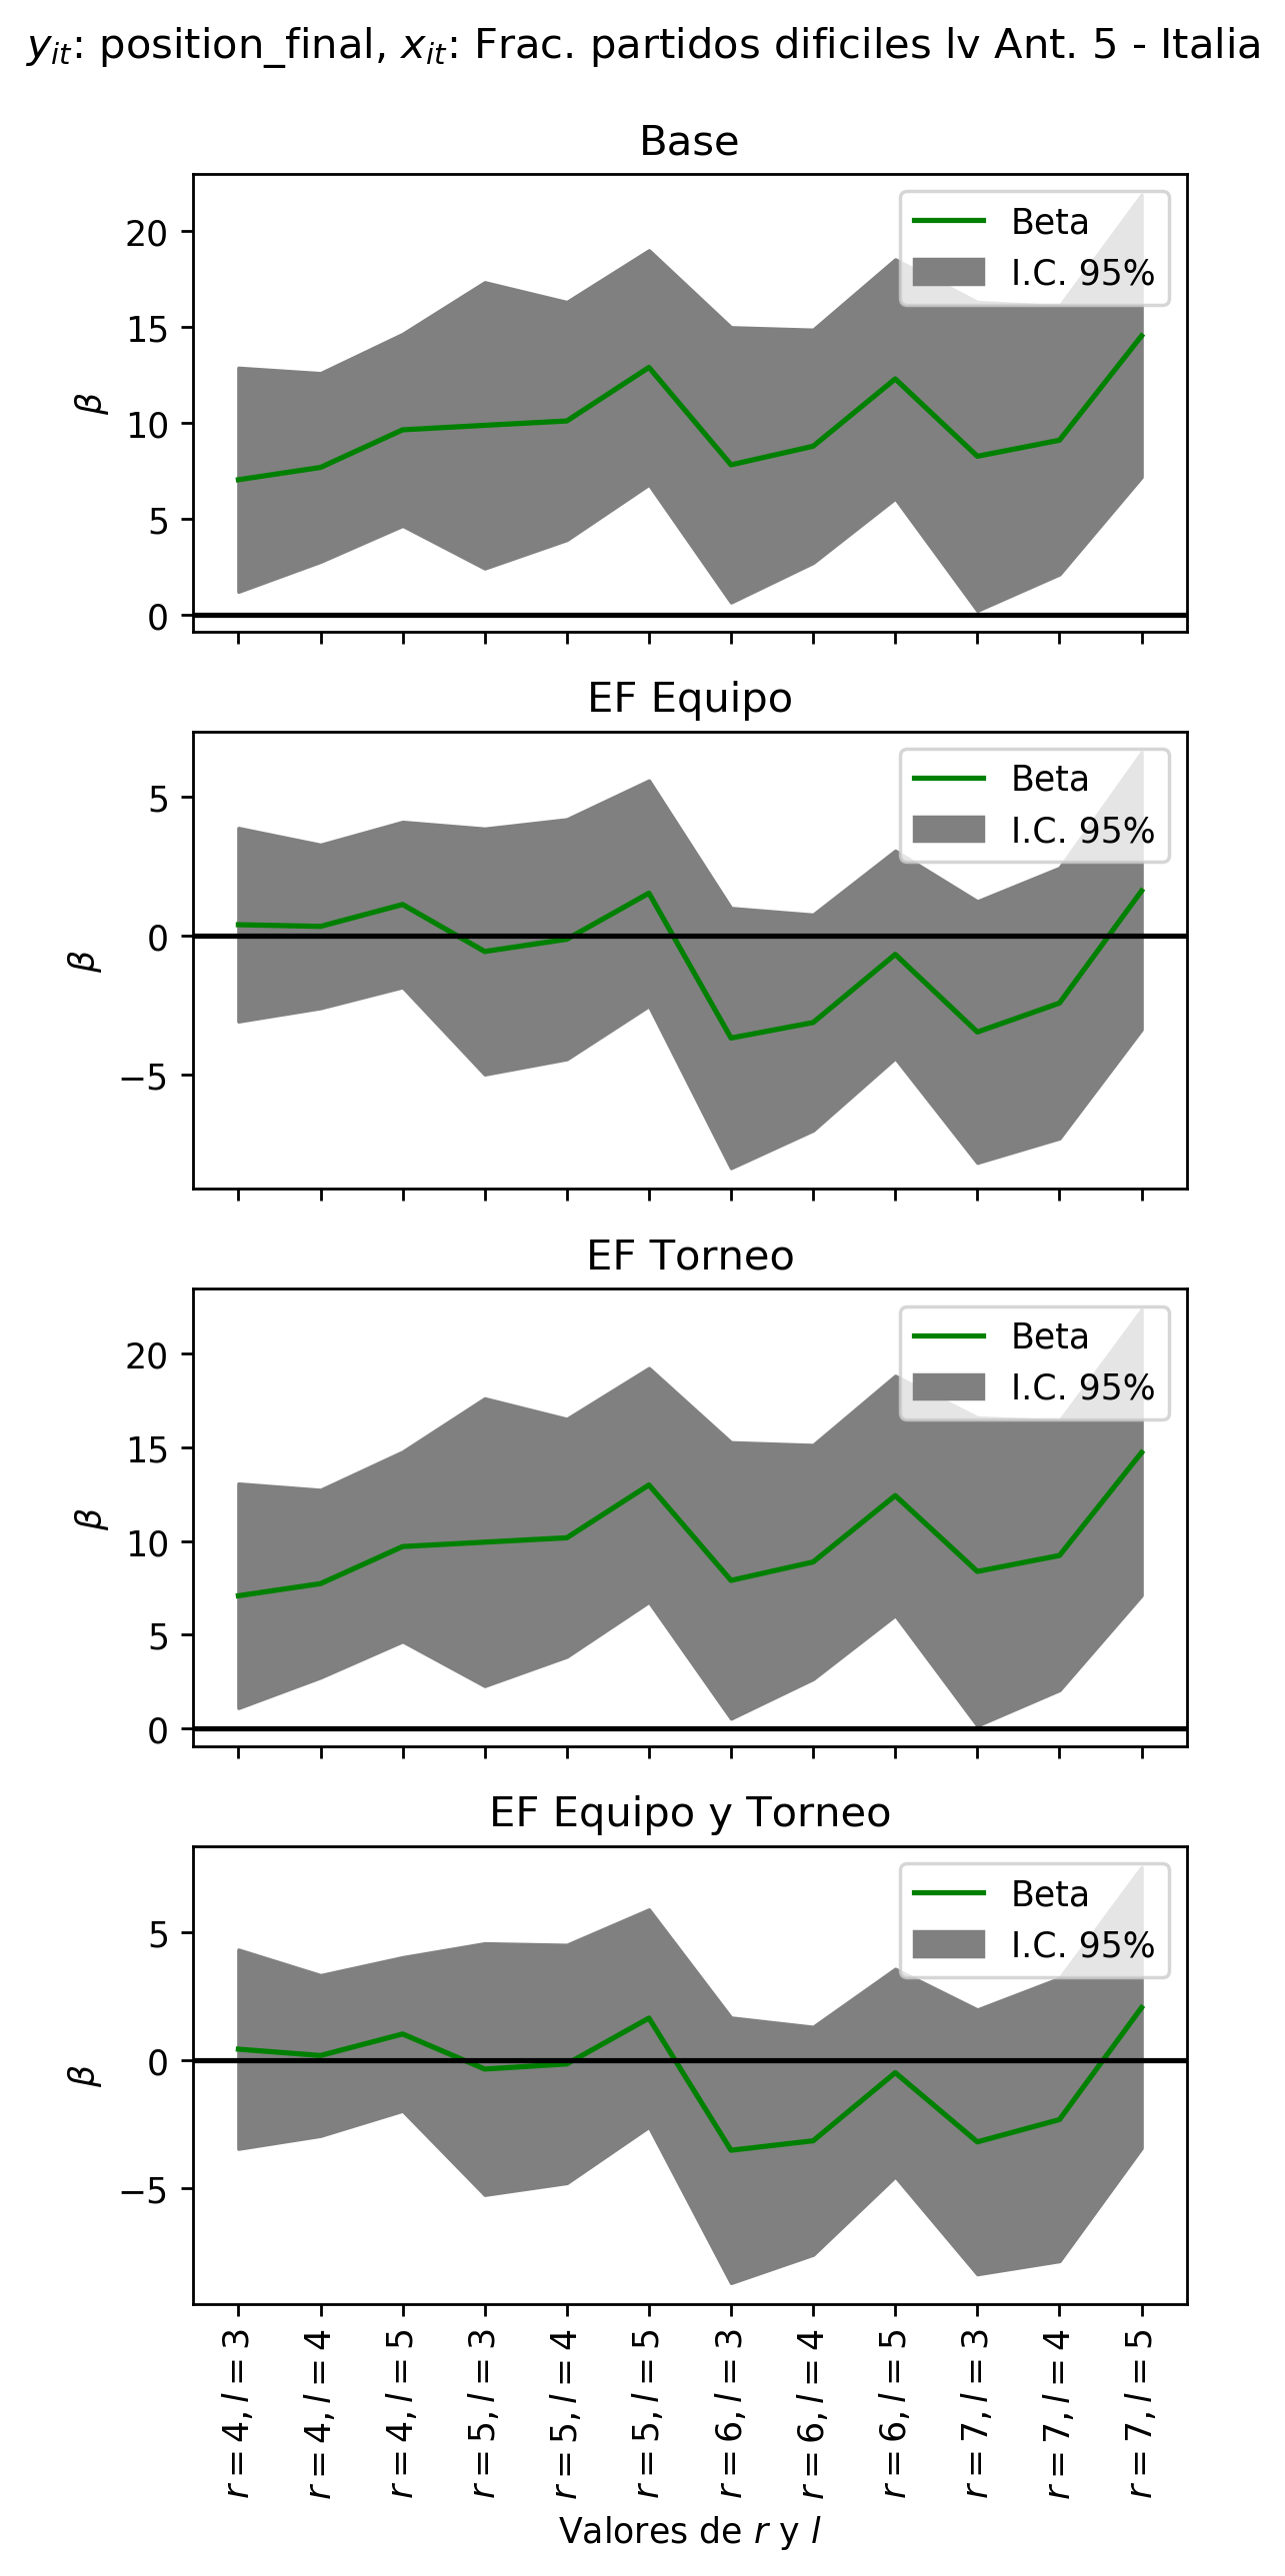 y_it: position_final, x_it: Frac. partidos dificiles lv Ant. 5 - Italia
Base
Beta
I.C. 95%
20
15
10
5
0
β
EF Equipo
Beta
I.C. 95%
5
0
−5
β
EF Torneo
Beta
I.C. 95%
20
15
10
5
0
β
EF Equipo y Torneo
Beta
I.C. 95%
5
0
−5
β
r = 4, l = 3
r = 4, l = 4
r = 4, l = 5
r = 5, l = 3
r = 5, l = 4
r = 5, l = 5
r = 6, l = 3
r = 6, l = 4
r = 6, l = 5
r = 7, l = 3
r = 7, l = 4
r = 7, l = 5
Valores de r y l